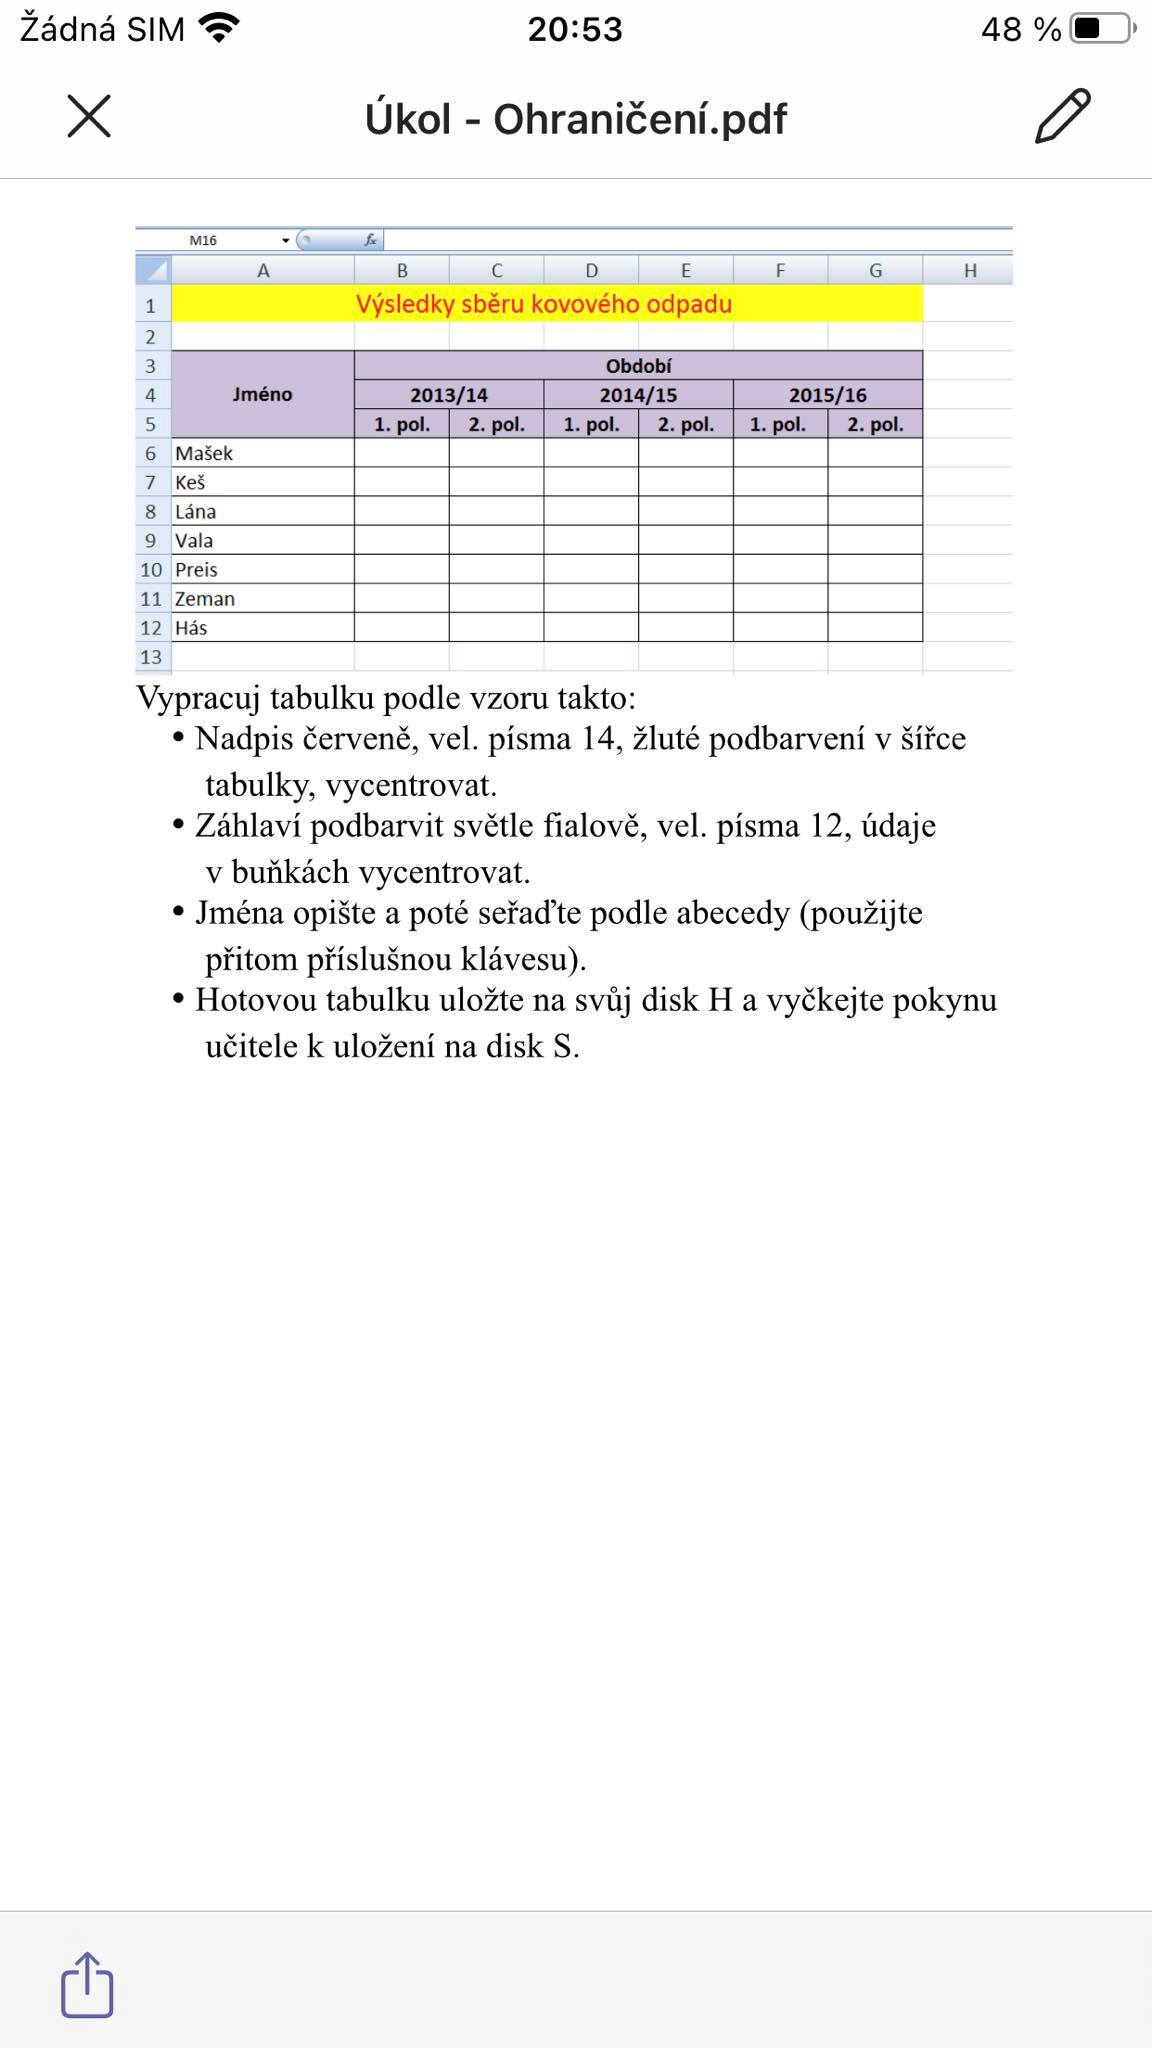 Žádná SIM 20:53 48 %
Úkol - Ohraničení.pdf
M16 fx
A B C D E F G H
1 Výsledky sběru kovového odpadu
2
3 Období
4 Jméno 2013/14 2014/15 2015/16
5 1. pol. 2. pol. 1. pol. 2. pol. 1. pol. 2. pol.
6 Mašek
7 Keš
8 Lána
9 Vala
10 Preis
11 Zeman
12 Hás
13
Vypracuj tabulku podle vzoru takto:
• Nadpis červeně, vel. písma 14, žluté podbarvení v šířce
tabulky, vycentrovat.
• Záhlaví podbarvit světle fialově, vel. písma 12, údaje
v buňkách vycentrovat.
• Jména opište a poté seřaďte podle abecedy (použijte
přitom příslušnou klávesu).
• Hotovou tabulku uložte na svůj disk H a vyčkejte pokynu
učitele k uložení na disk S.